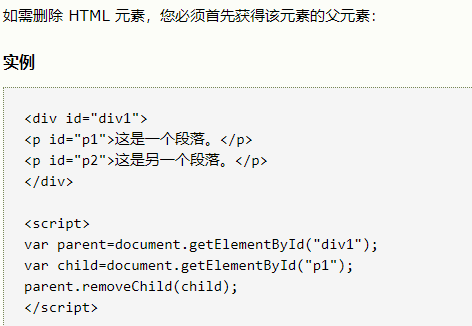 如需删除 HTML 元素，您必须首先获得该元素的父元素：
实例
<div id="div1">
<p id="p1">这是一个段落。</p>
<p id="p2">这是另一个段落。</p>
</div>
<script>
var parent=document.getElementById("div1");
var child=document.getElementById("p1");
parent.removeChild(child);
</script>